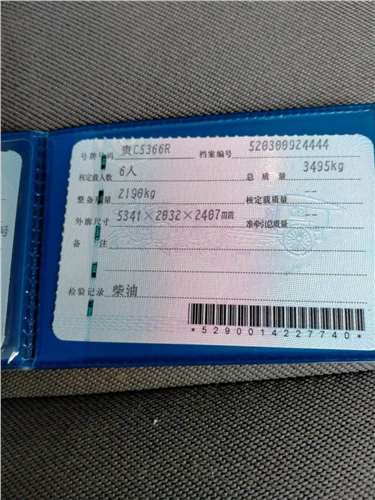 号牌号码 贵C5366R 档案编号 520300924444
核定载人数 6人 总质量 3495kg
整备质量 2190kg 核定载质量 --
外廓尺寸 5341×2032×2407mm 准牵引总质量 --
备注
检验记录 柴油
*5290014227740*
号